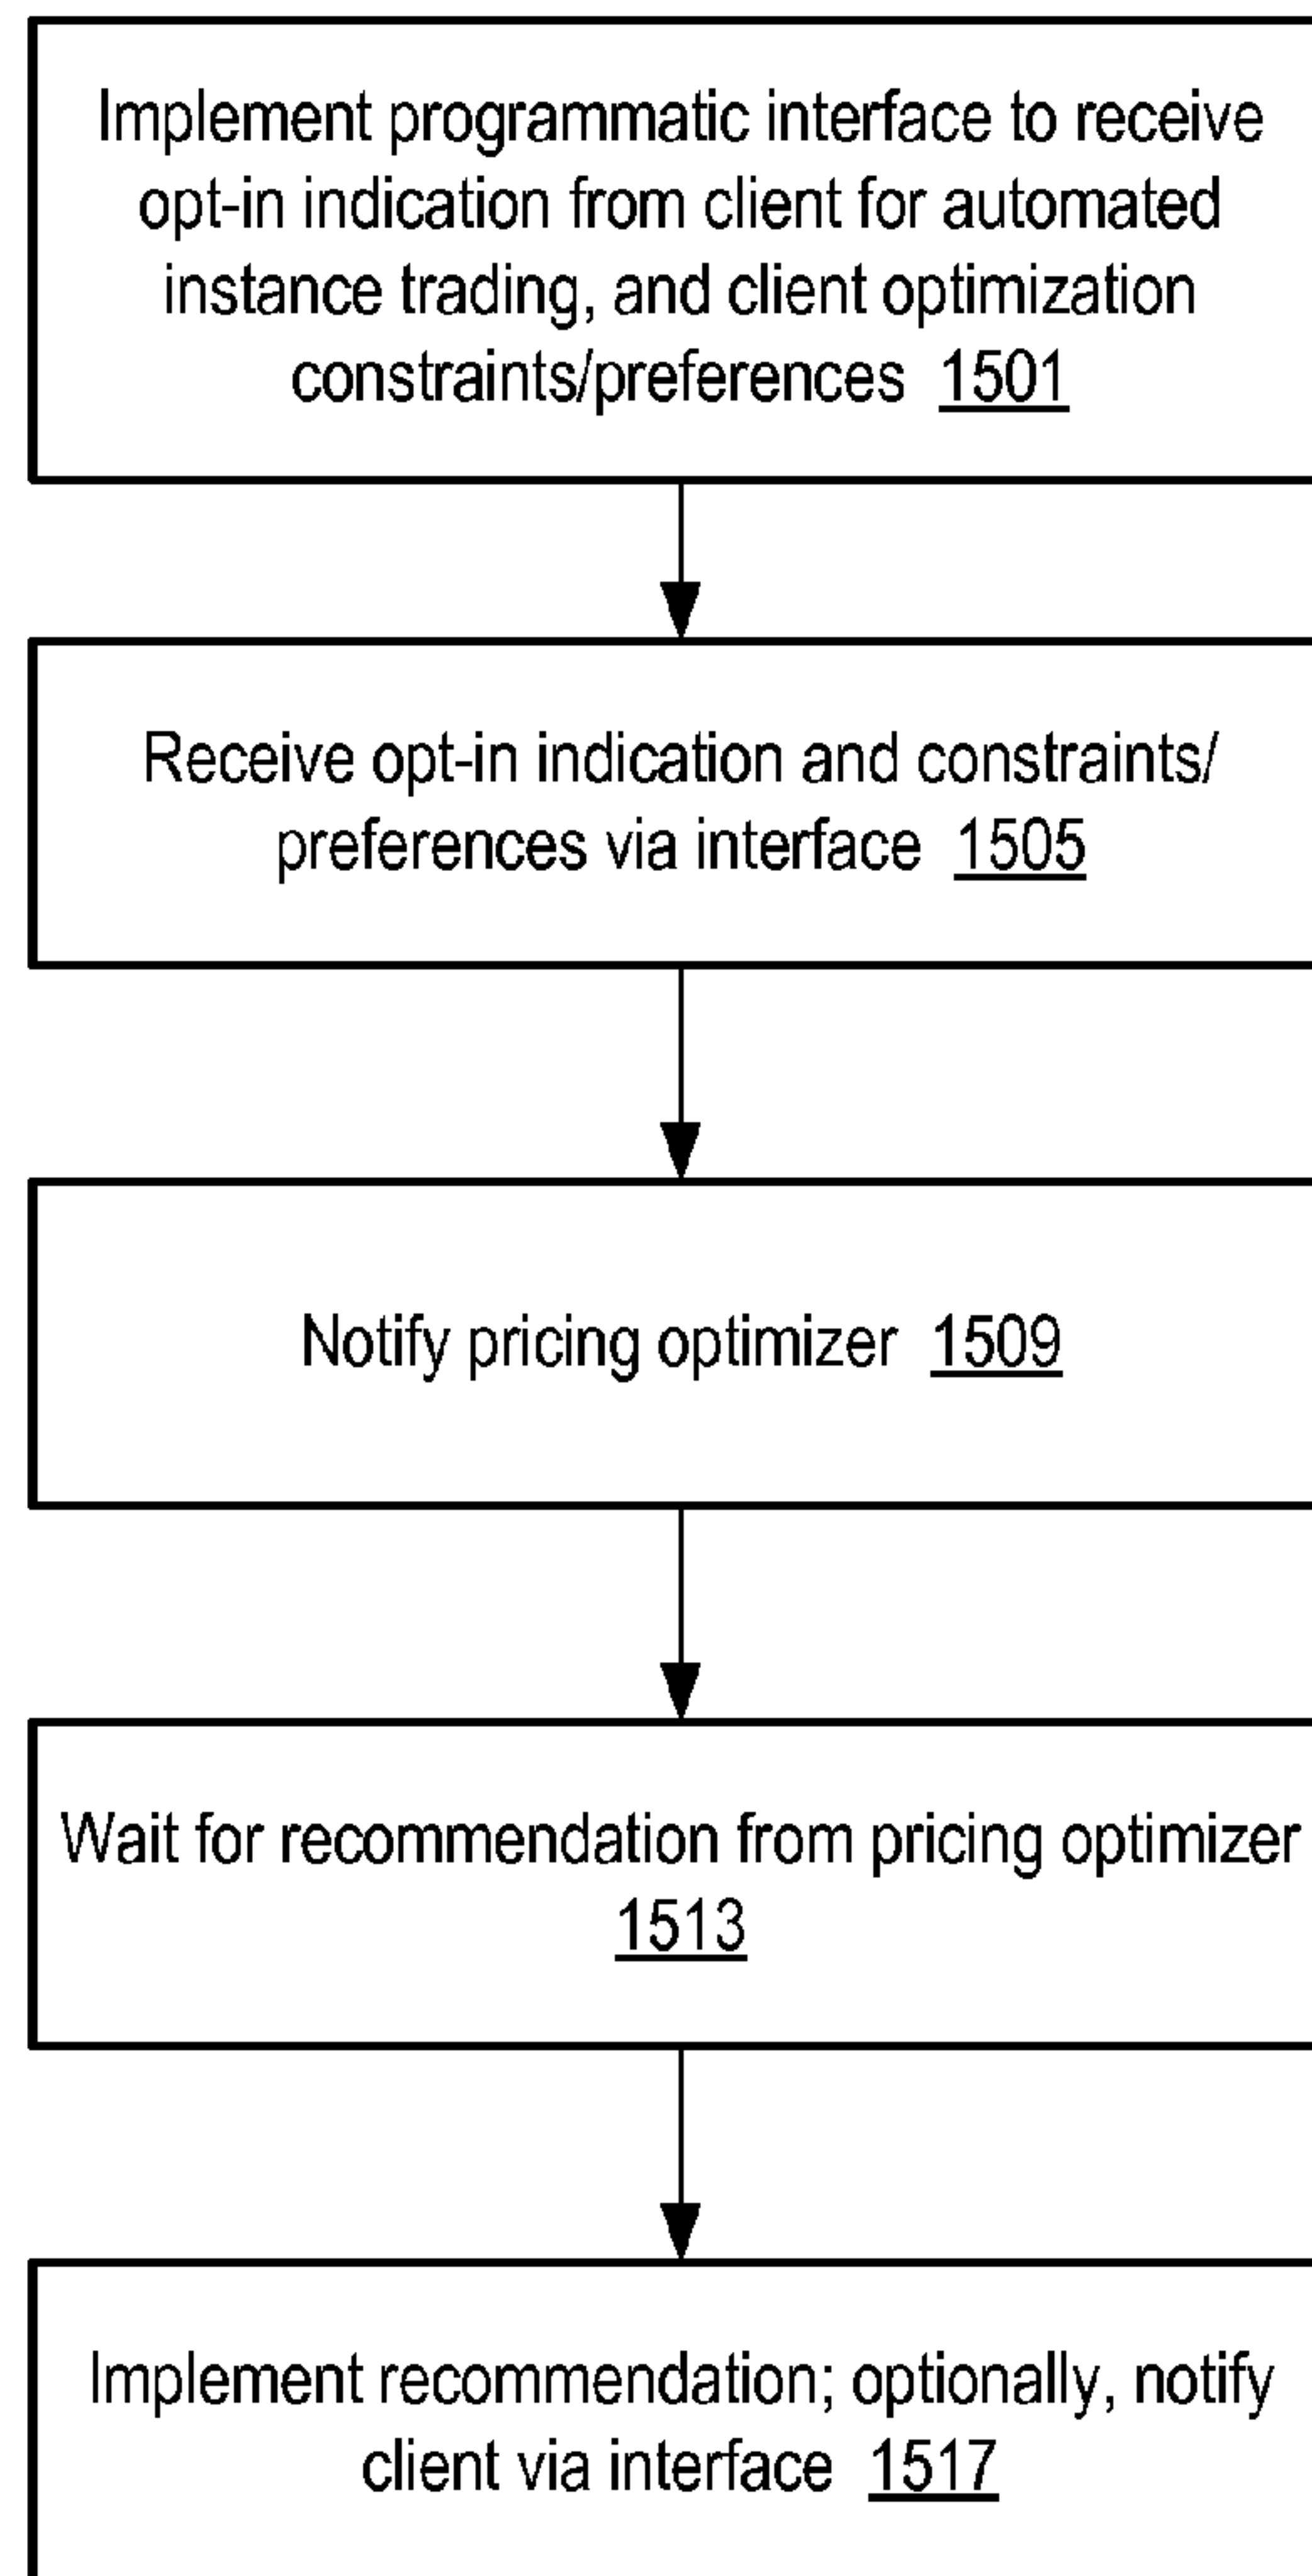 Implement programmatic interface to receive
opt-in indication from client for automated
instance trading, and client optimization
constraints/preferences 1501
Receive opt-in indication and constraints/
preferences via interface 1505
Notify pricing optimizer 1509
Wait for recommendation from pricing optimizer
1513
Implement recommendation; optionally, notify
client via interface 1517